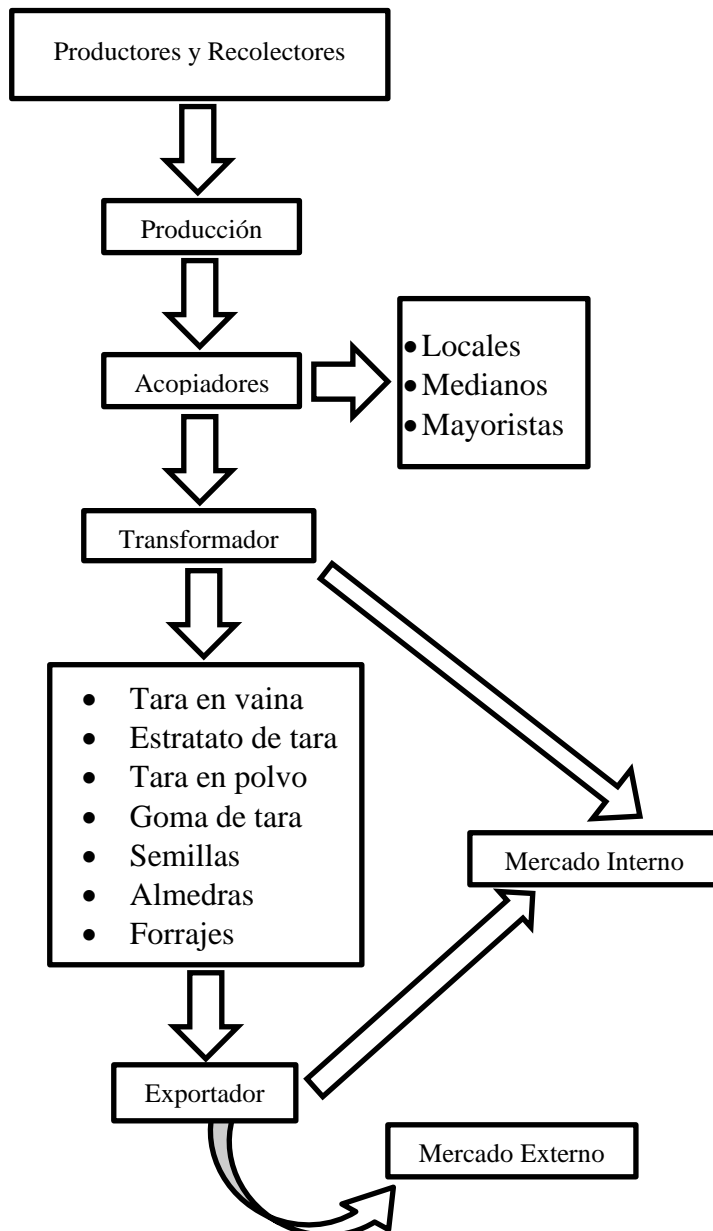 Productores y Recolectores
Producción
Acopiadores
• Locales
• Medianos
• Mayoristas
Transformador
• Tara en vaina
• Estratato de tara
• Tara en polvo
• Goma de tara
• Semillas
• Almedras
• Forrajes
Mercado Interno
Exportador
Mercado Externo